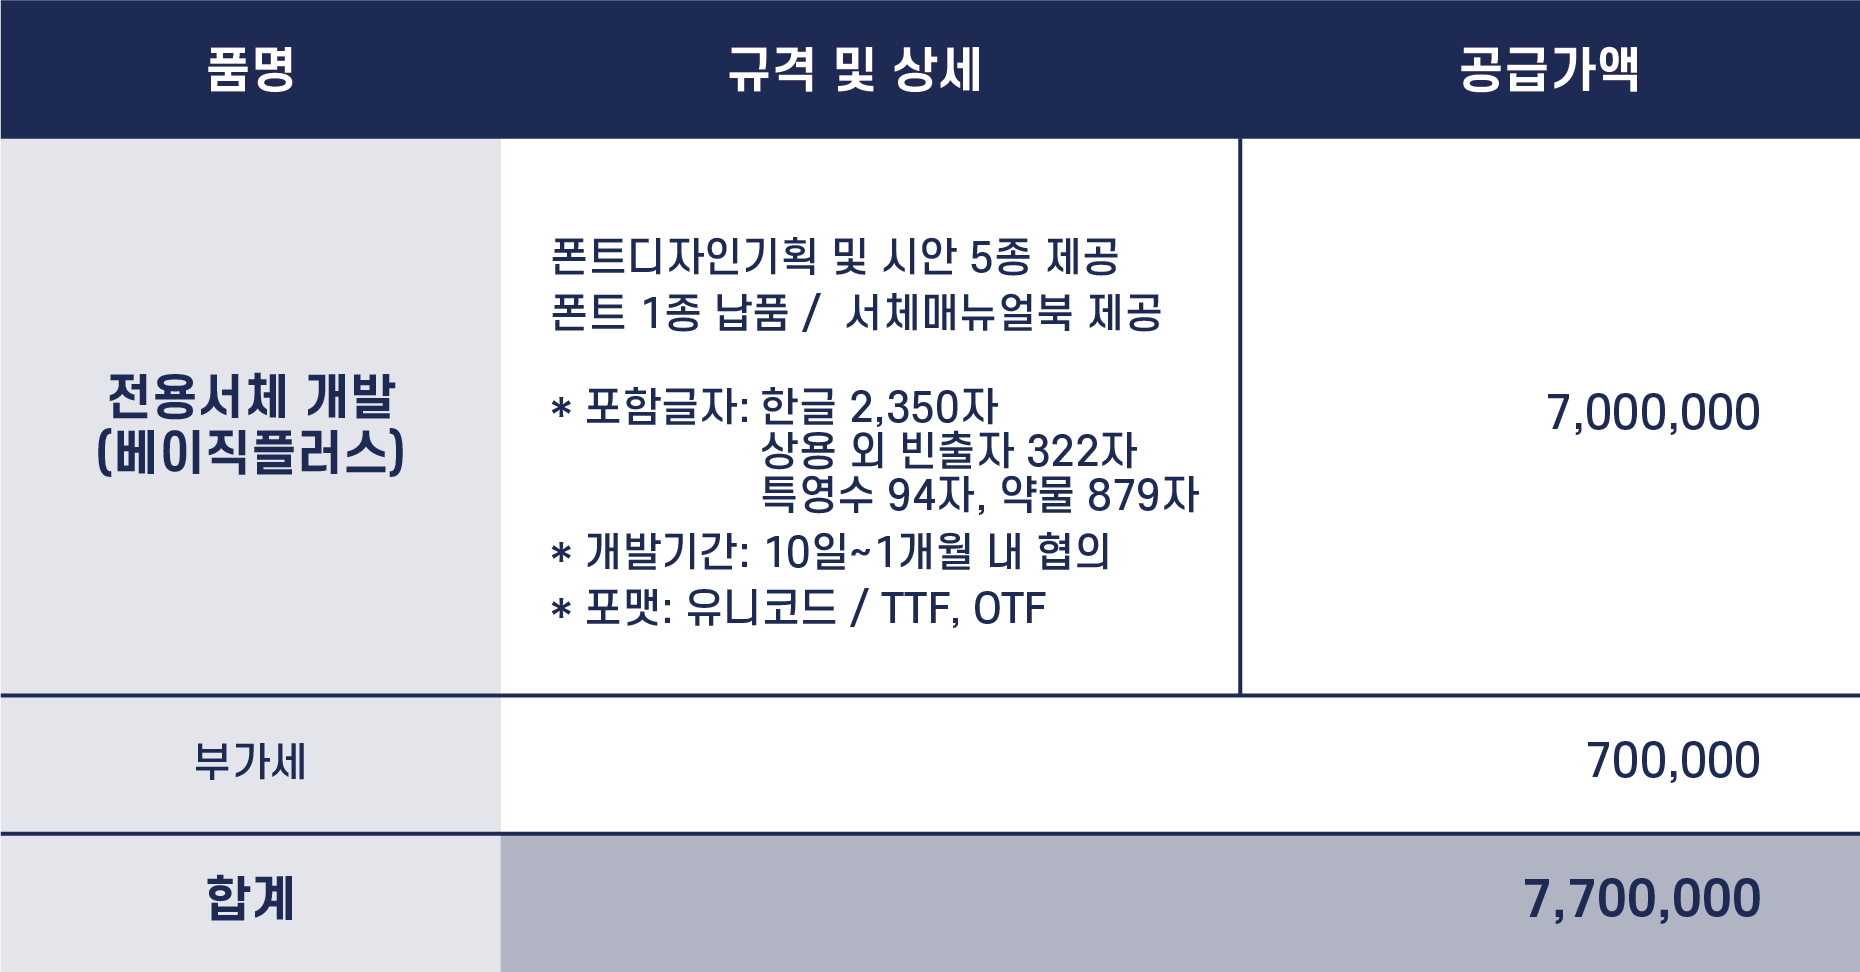 품명 규격 및 상세 공급가액
전용서체 개발
(베이직플러스)
폰트디자인기획 및 시안 5종 제공
폰트 1종 납품 / 서체매뉴얼북 제공
* 포함글자: 한글 2,350자
상용 외 빈출자 322자
특영수 94자, 약물 879자
* 개발기간: 10일~1개월 내 협의
* 포맷: 유니코드 / TTF, OTF
7,000,000
부가세 700,000
합계 7,700,000